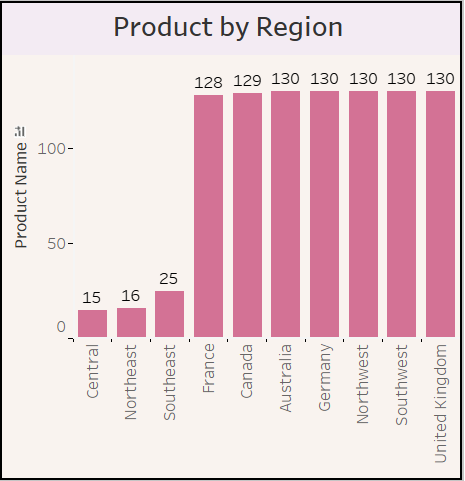 Product by Region
Product Name
100
50
0
15
16
25
128
129
130
130
130
130
130
Central
Northeast
Southeast
France
Canada
Australia
Germany
Northwest
Southwest
United Kingdom